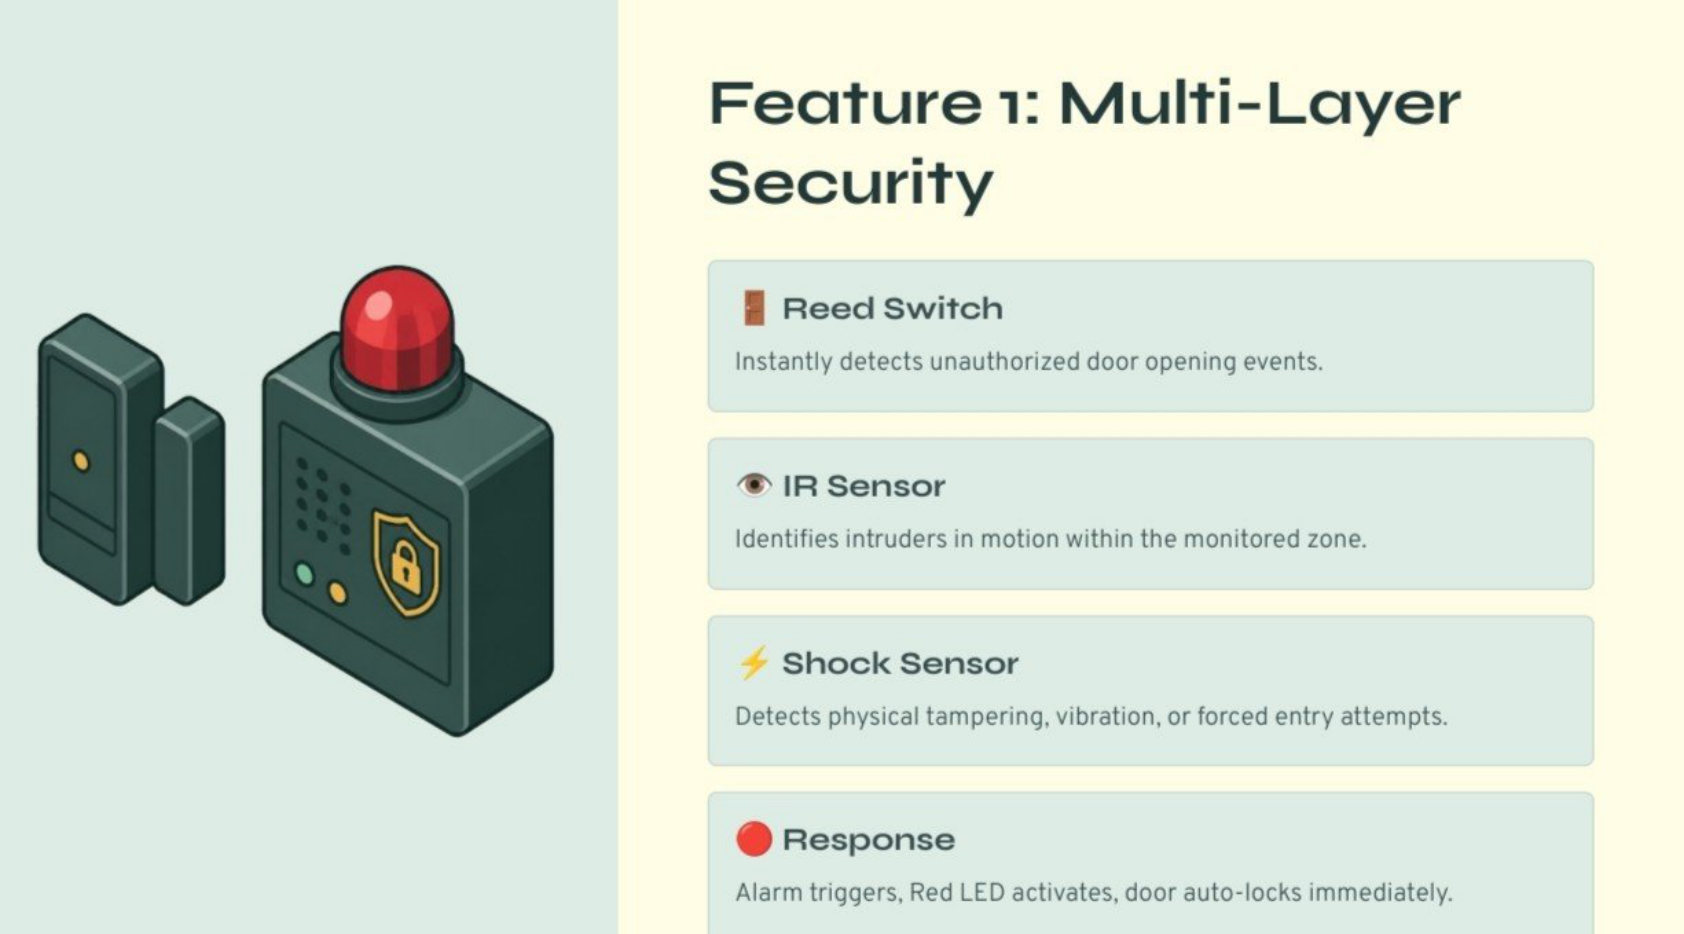 Feature 1: Multi-Layer
Security
Reed Switch
Instantly detects unauthorized door opening events.
IR Sensor
Identifies intruders in motion within the monitored zone.
Shock Sensor
Detects physical tampering, vibration, or forced entry attempts.
Response
Alarm triggers, Red LED activates, door auto-locks immediately.